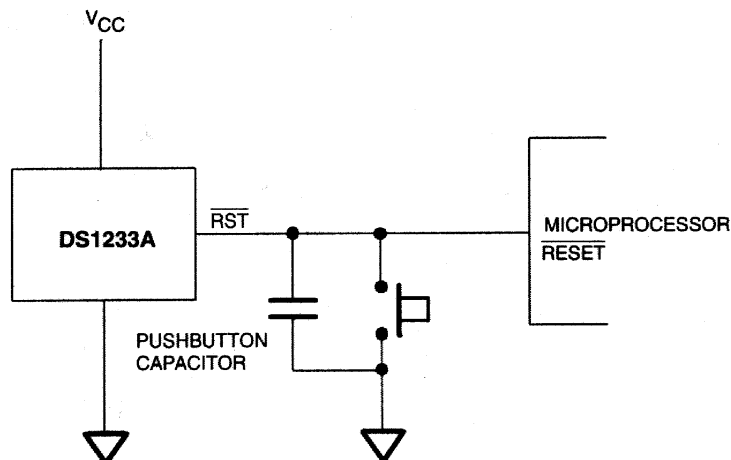 VCC
DS1233A
RST
MICROPROCESSOR
RESET
PUSHBUTTON
CAPACITOR